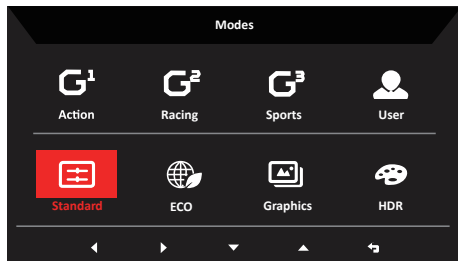 Modes
G¹ G² G³
Action Racing Sports User
Standard ECO Graphics HDR